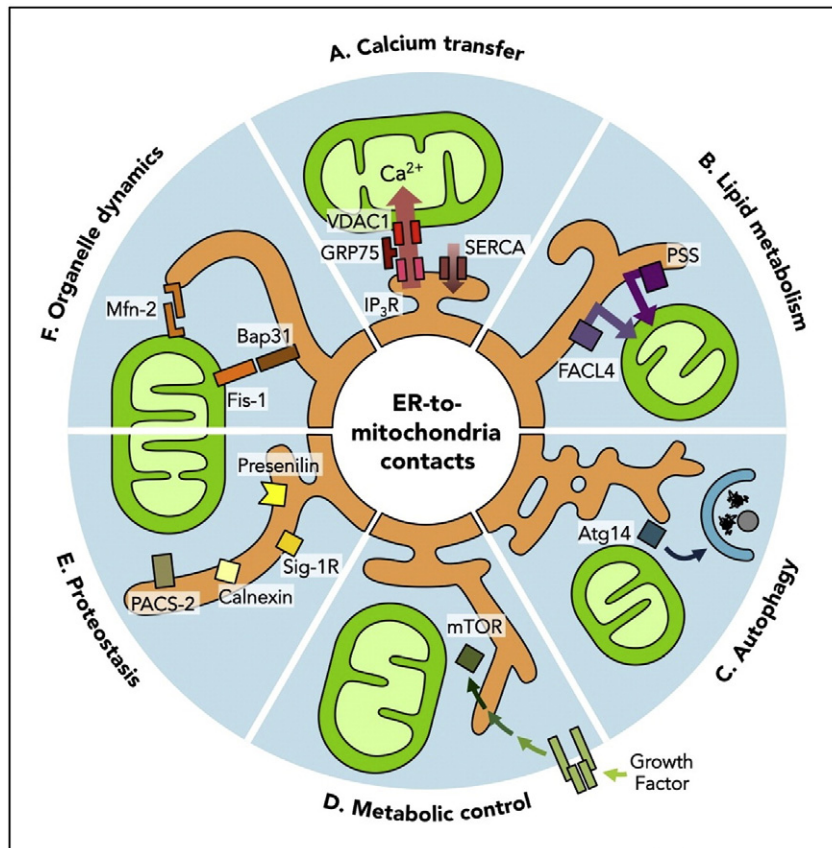 A. Calcium transfer
Ca²⁺
VDAC1
GRP75
SERCA
IP₃R
B. Lipid metabolism
PSS
FACL4
F. Organelle dynamics
Mfn-2
Bap31
Fis-1
ER-to-
mitochondria
contacts
Presenilin
Sig-1R
Calnexin
PACS-2
E. Proteostasis
Atg14
C. Autophagy
mTOR
Growth
Factor
D. Metabolic control